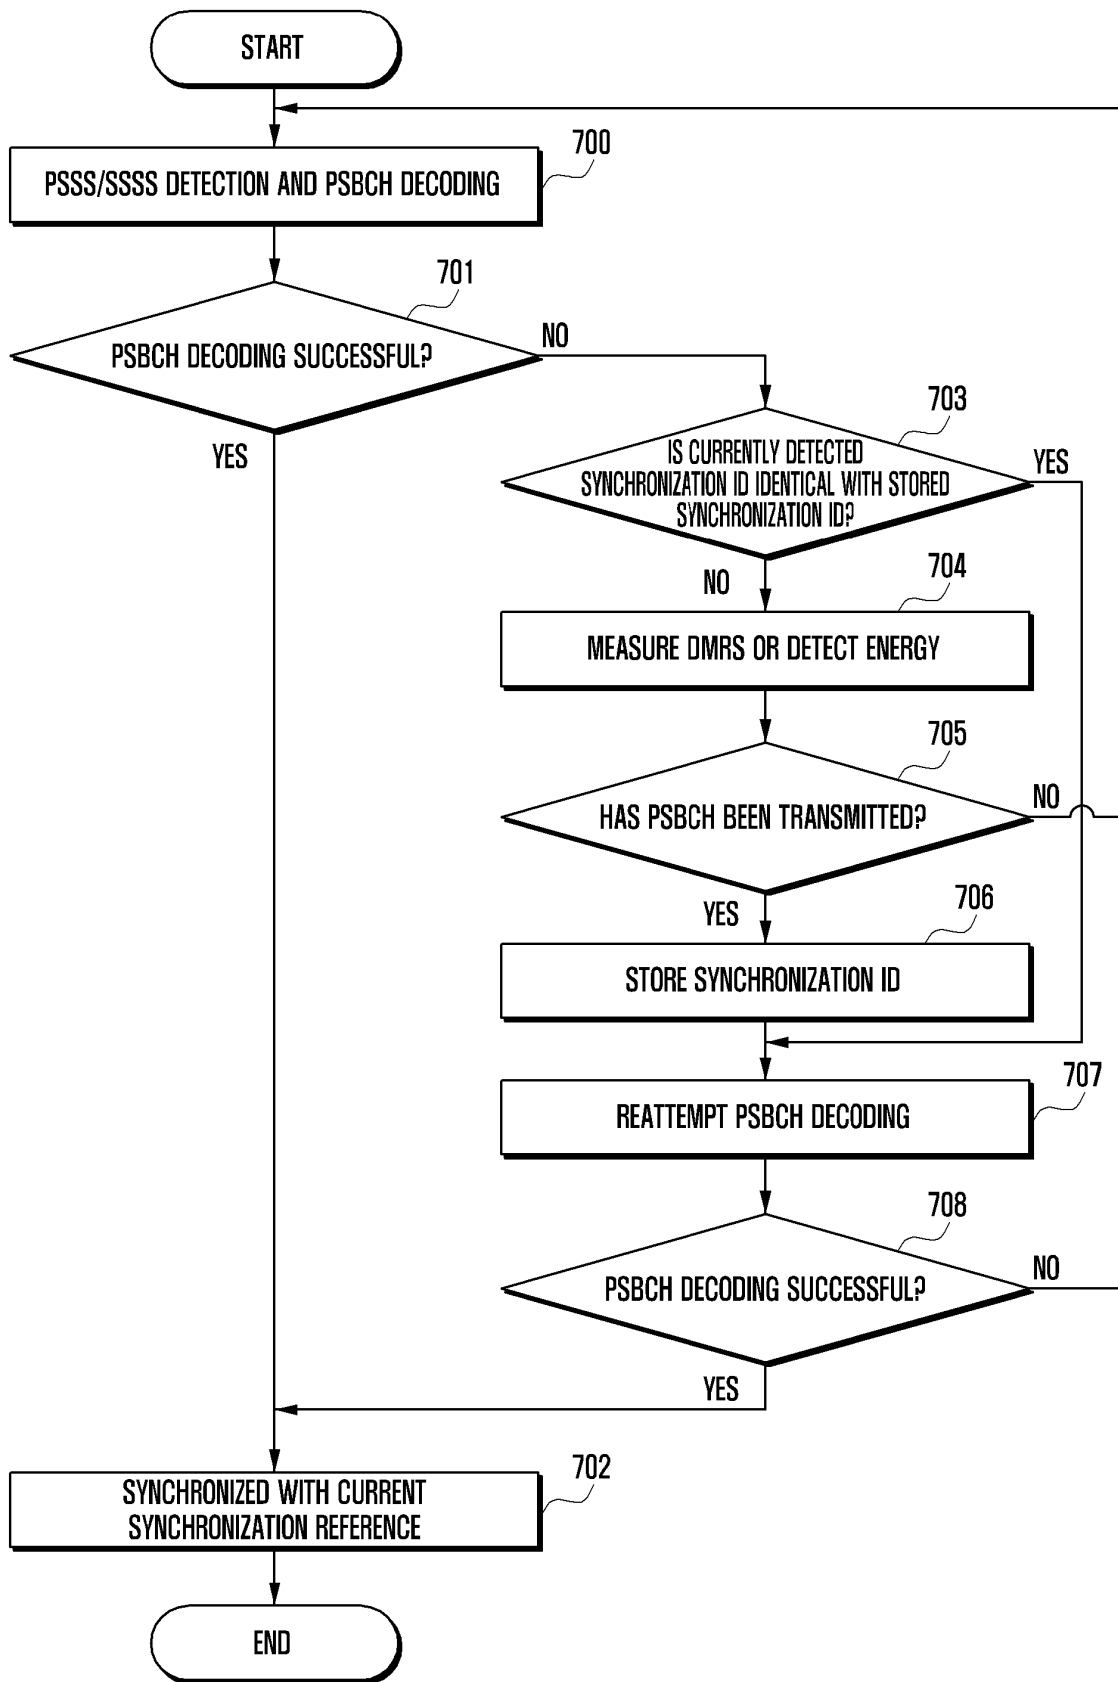 START
700
PSSS/SSSS DETECTION AND PSBCH DECODING
701
PSBCH DECODING SUCCESSFUL?
NO
YES
703
IS CURRENTLY DETECTED
SYNCHRONIZATION ID IDENTICAL WITH STORED
SYNCHRONIZATION ID?
YES
NO
704
MEASURE DMRS OR DETECT ENERGY
705
HAS PSBCH BEEN TRANSMITTED?
NO
YES
706
STORE SYNCHRONIZATION ID
707
REATTEMPT PSBCH DECODING
708
PSBCH DECODING SUCCESSFUL?
NO
YES
702
SYNCHRONIZED WITH CURRENT
SYNCHRONIZATION REFERENCE
END